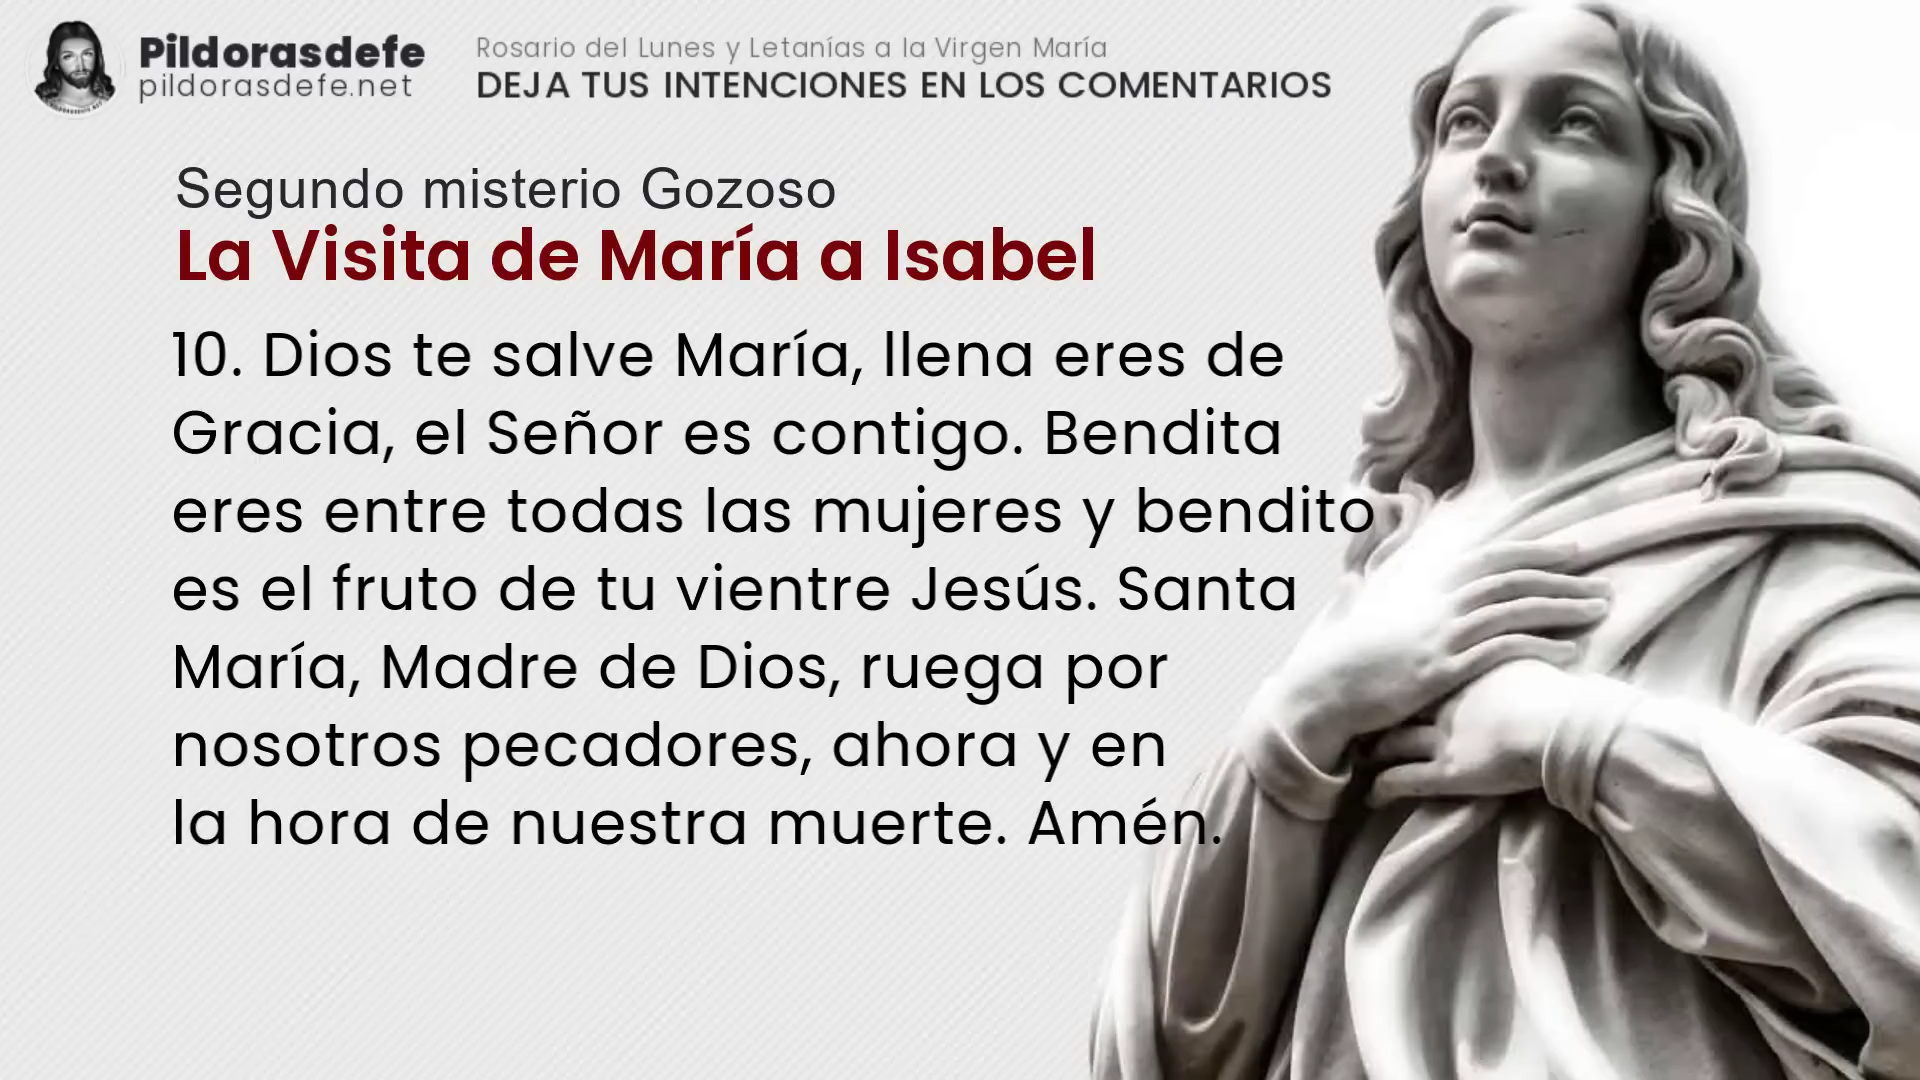 Pildorasdefe
pildorasdefe.net
Rosario del Lunes y Letanías a la Virgen María
DEJA TUS INTENCIONES EN LOS COMENTARIOS
Segundo misterio Gozoso
La Visita de María a Isabel
10. Dios te salve María, llena eres de
Gracia, el Señor es contigo. Bendita
eres entre todas las mujeres y bendito
es el fruto de tu vientre Jesús. Santa
María, Madre de Dios, ruega por
nosotros pecadores, ahora y en
la hora de nuestra muerte. Amén.